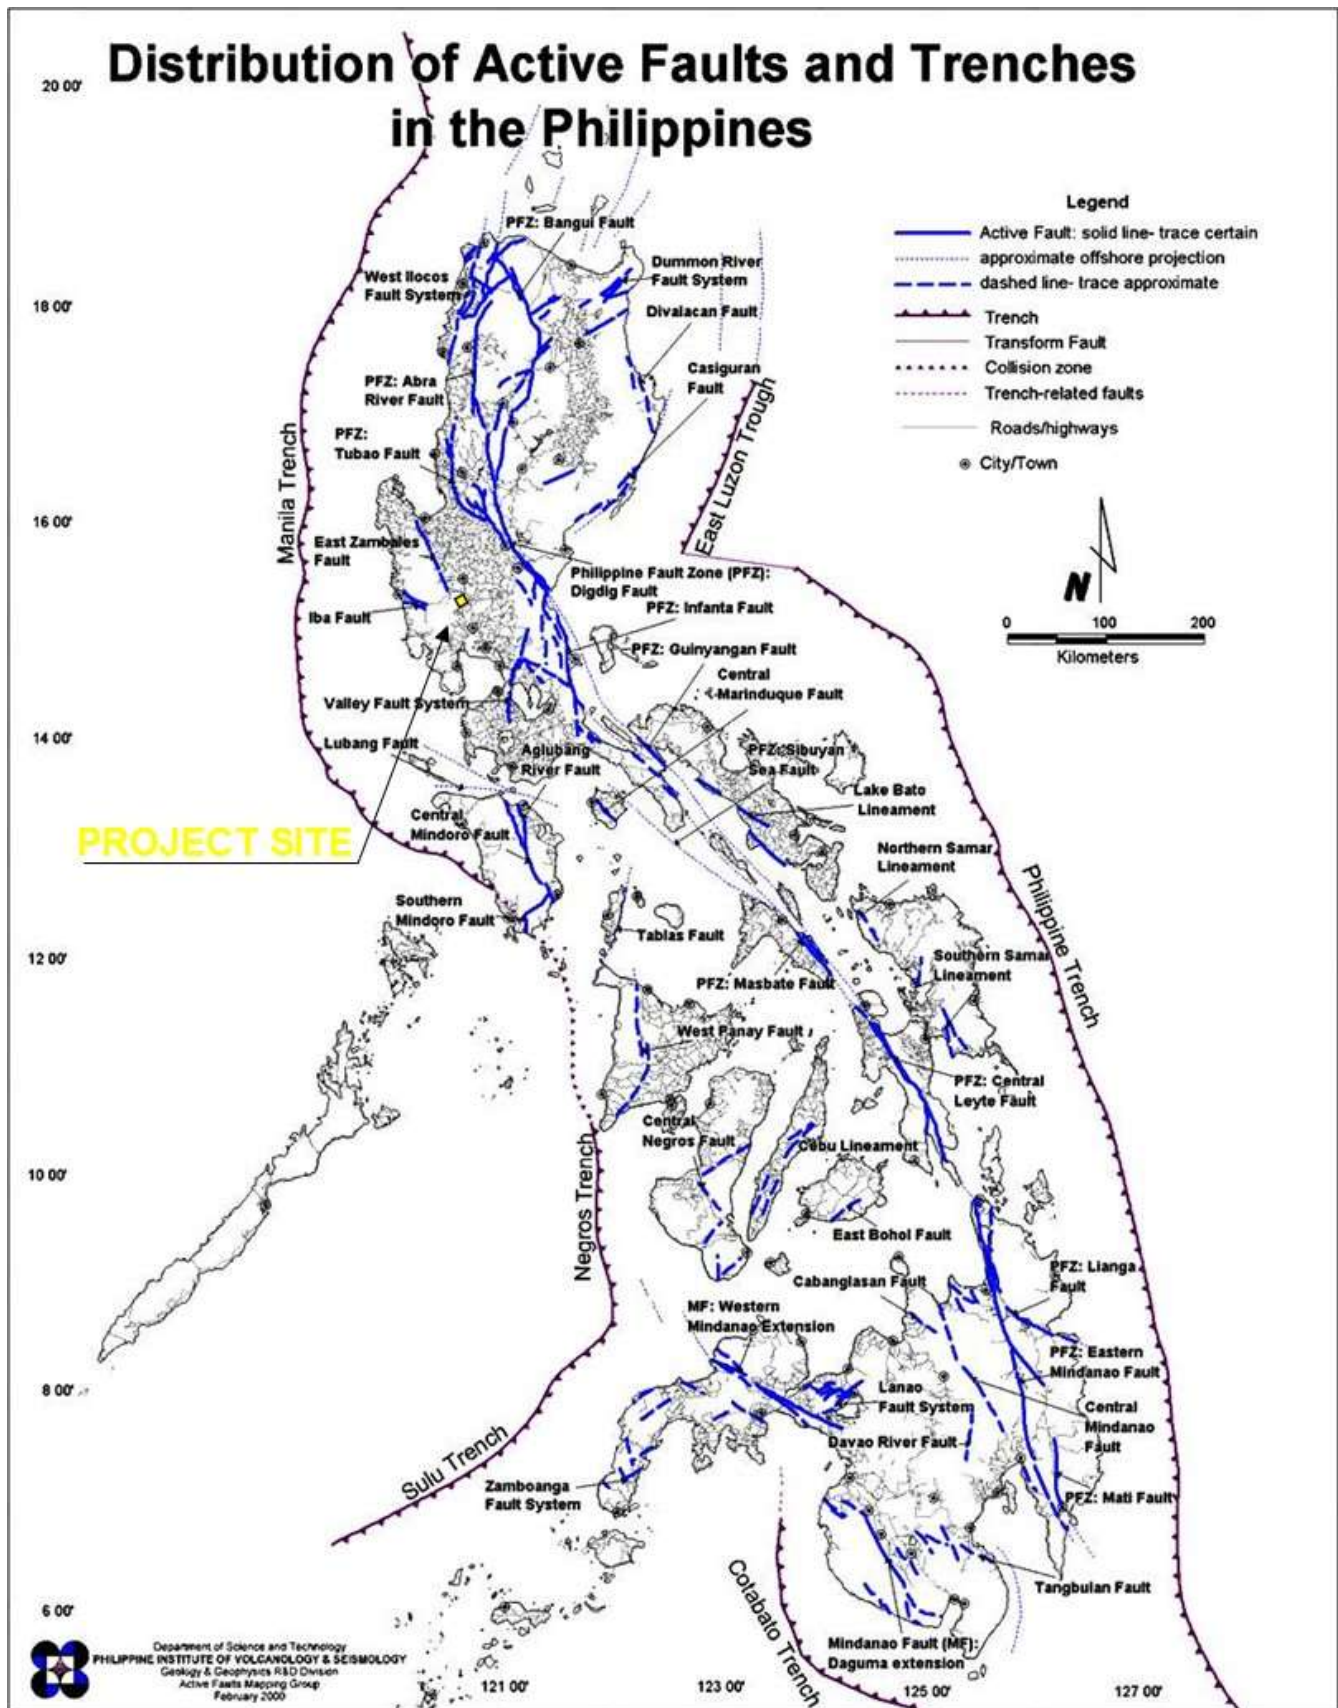 Distribution of Active Faults and Trenches
in the Philippines
20 00'
18 00'
16 00'
14 00'
12 00'
10 00'
8 00'
6 00'
121 00'
123 00'
125 00'
127 00'
Legend
Active Fault: solid line- trace certain
approximate offshore projection
dashed line- trace approximate
Trench
Transform Fault
Collision zone
Trench-related faults
Roads/highways
City/Town
N
0 100 200
Kilometers
PFZ: Bangui Fault
West Ilocos
Fault System
Dummon River
Fault System
Divalacan Fault
Casiguran
Fault
PFZ: Abra
River Fault
PFZ:
Tubao Fault
Manila Trench
East Luzon Trough
East Zambales
Fault
Iba Fault
Philippine Fault Zone (PFZ):
Digdig Fault
PFZ: Infanta Fault
PFZ: Guinyangan Fault
Central
Marinduque Fault
Valley Fault System
Lubang Fault
Aglubang
River Fault
PFZ: Sibuyan
Sea Fault
Lake Bato
Lineament
Central
Mindoro Fault
PROJECT SITE
Northern Samar
Lineament
Southern
Mindoro Fault
Tablas Fault
Southern Samar
Lineament
PFZ: Masbate Fault
Philippine Trench
West Panay Fault
PFZ: Central
Leyte Fault
Central
Negros Fault
Cebu Lineament
Negros Trench
East Bohol Fault
Cabanglasan Fault
PFZ: Lianga
Fault
MF: Western
Mindanao Extension
PFZ: Eastern
Mindanao Fault
Lanao
Fault System
Central
Mindanao
Fault
Davao River Fault
Sulu Trench
Zamboanga
Fault System
PFZ: Mati Fault
Cotabato Trench
Tangbulan Fault
Mindanao Fault (MF):
Daguma extension
Department of Science and Technology
PHILIPPINE INSTITUTE OF VOLCANOLOGY & SEISMOLOGY
Geology & Geophysics R&D Division
Active Faults Mapping Group
February 2000